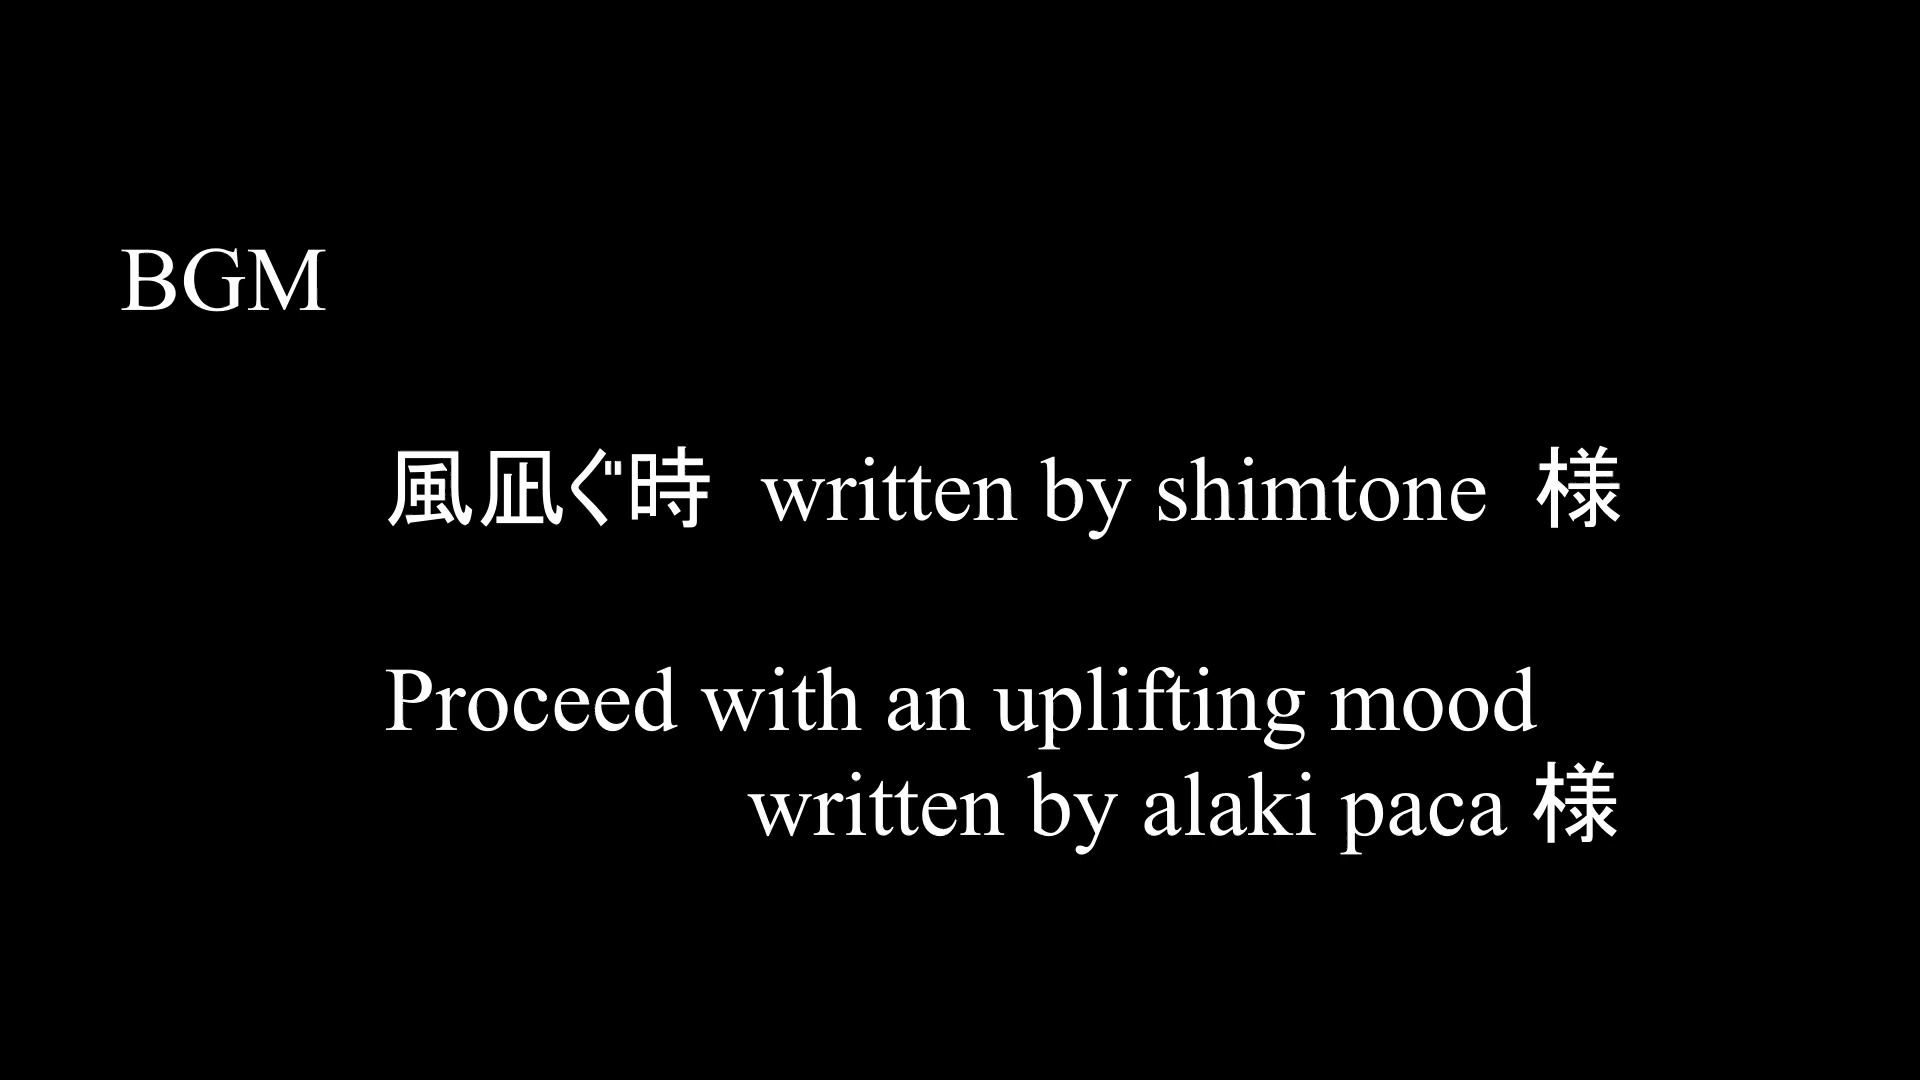 BGM
風凪ぐ時 written by shimtone 様
Proceed with an uplifting mood
written by alaki paca 様